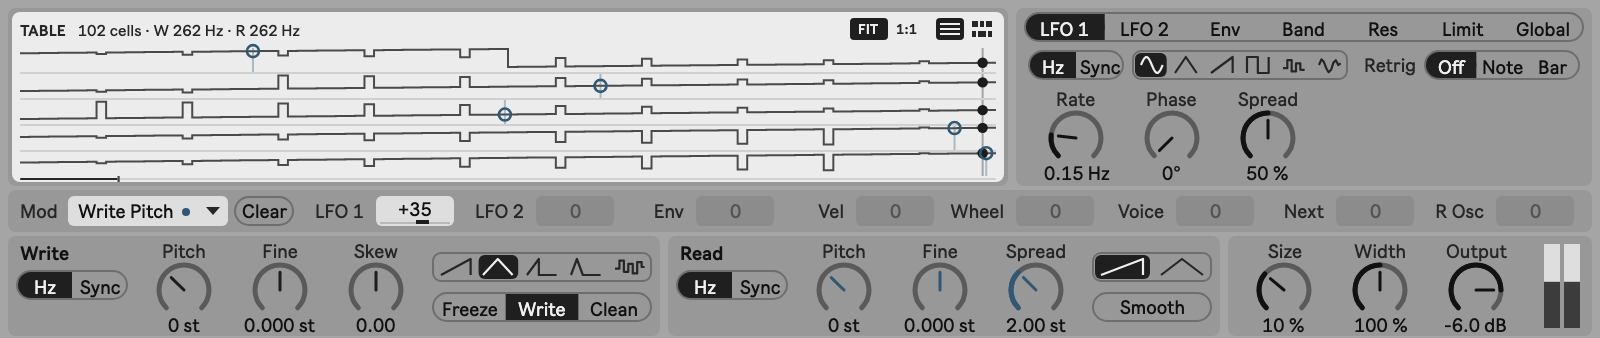 TABLE 102 cells · W 262 Hz · R 262 Hz FIT 1:1
LFO 1 LFO 2 Env Band Res Limit Global
Hz Sync Retrig Off Note Bar
Rate Phase Spread
0.15 Hz 0° 50 %
Mod Write Pitch Clear LFO 1 +35 LFO 2 0 Env 0 Vel 0 Wheel 0 Voice 0 Next 0 R Osc 0
Write Pitch Fine Skew
Hz Sync
0 st 0.000 st 0.00
Freeze Write Clean
Read Pitch Fine Spread
Hz Sync
0 st 0.000 st 2.00 st
Smooth
Size Width Output
10 % 100 % -6.0 dB